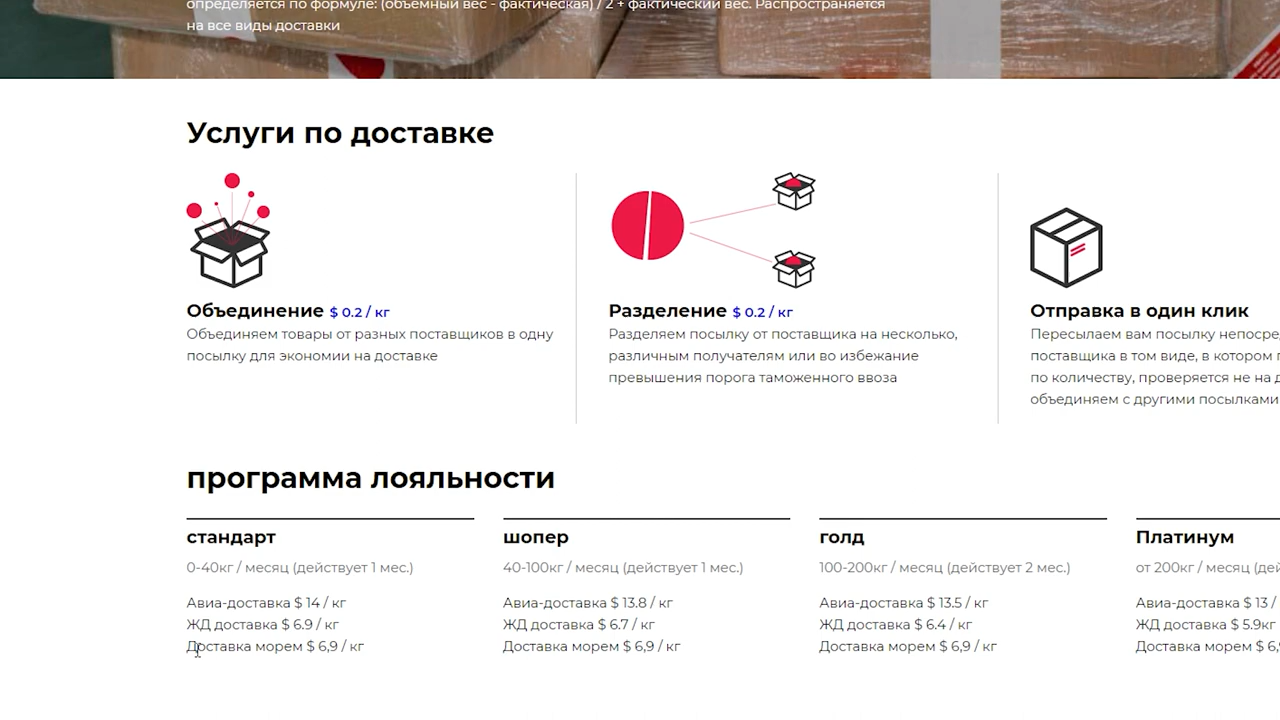 определяется по формуле: (объемный вес - фактическая) / 2 + фактический вес. Распространяется
на все виды доставки
Услуги по доставке
Объединение $ 0.2 / кг
Объединяем товары от разных поставщиков в одну
посылку для экономии на доставке
Разделение $ 0.2 / кг
Разделяем посылку от поставщика на несколько,
различным получателям или во избежание
превышения порога таможенного ввоза
Отправка в один клик
Пересылаем вам посылку
поставщика в том виде, в котором
по количеству, проверяется не на
объединяем с другими посылками
программа лояльности
стандарт
0-40кг / месяц (действует 1 мес.)
Авиа-доставка $ 14 / кг
ЖД доставка $ 6.9 / кг
Доставка морем $ 6,9 / кг
шопер
40-100кг / месяц (действует 1 мес.)
Авиа-доставка $ 13.8 / кг
ЖД доставка $ 6.7 / кг
Доставка морем $ 6,9 / кг
голд
100-200кг / месяц (действует 2 мес.)
Авиа-доставка $ 13.5 / кг
ЖД доставка $ 6.4 / кг
Доставка морем $ 6,9 / кг
Платинум
от 200кг / месяц
Авиа-доставка $ 13 /
ЖД доставка $ 5.9кг
Доставка морем $ 6,